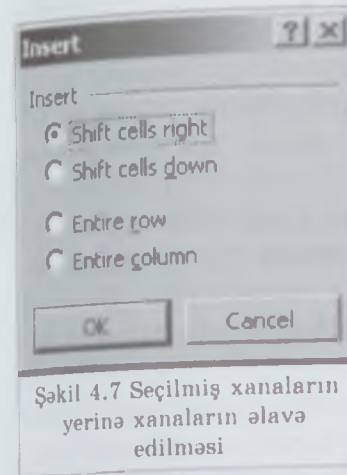 Insert
Insert
Shift cells right
Shift cells down
Entire row
Entire column
OK Cancel
Şəkil 4.7 Seçilmiş xanaların
yerinə xanaların əlavə
edilməsi